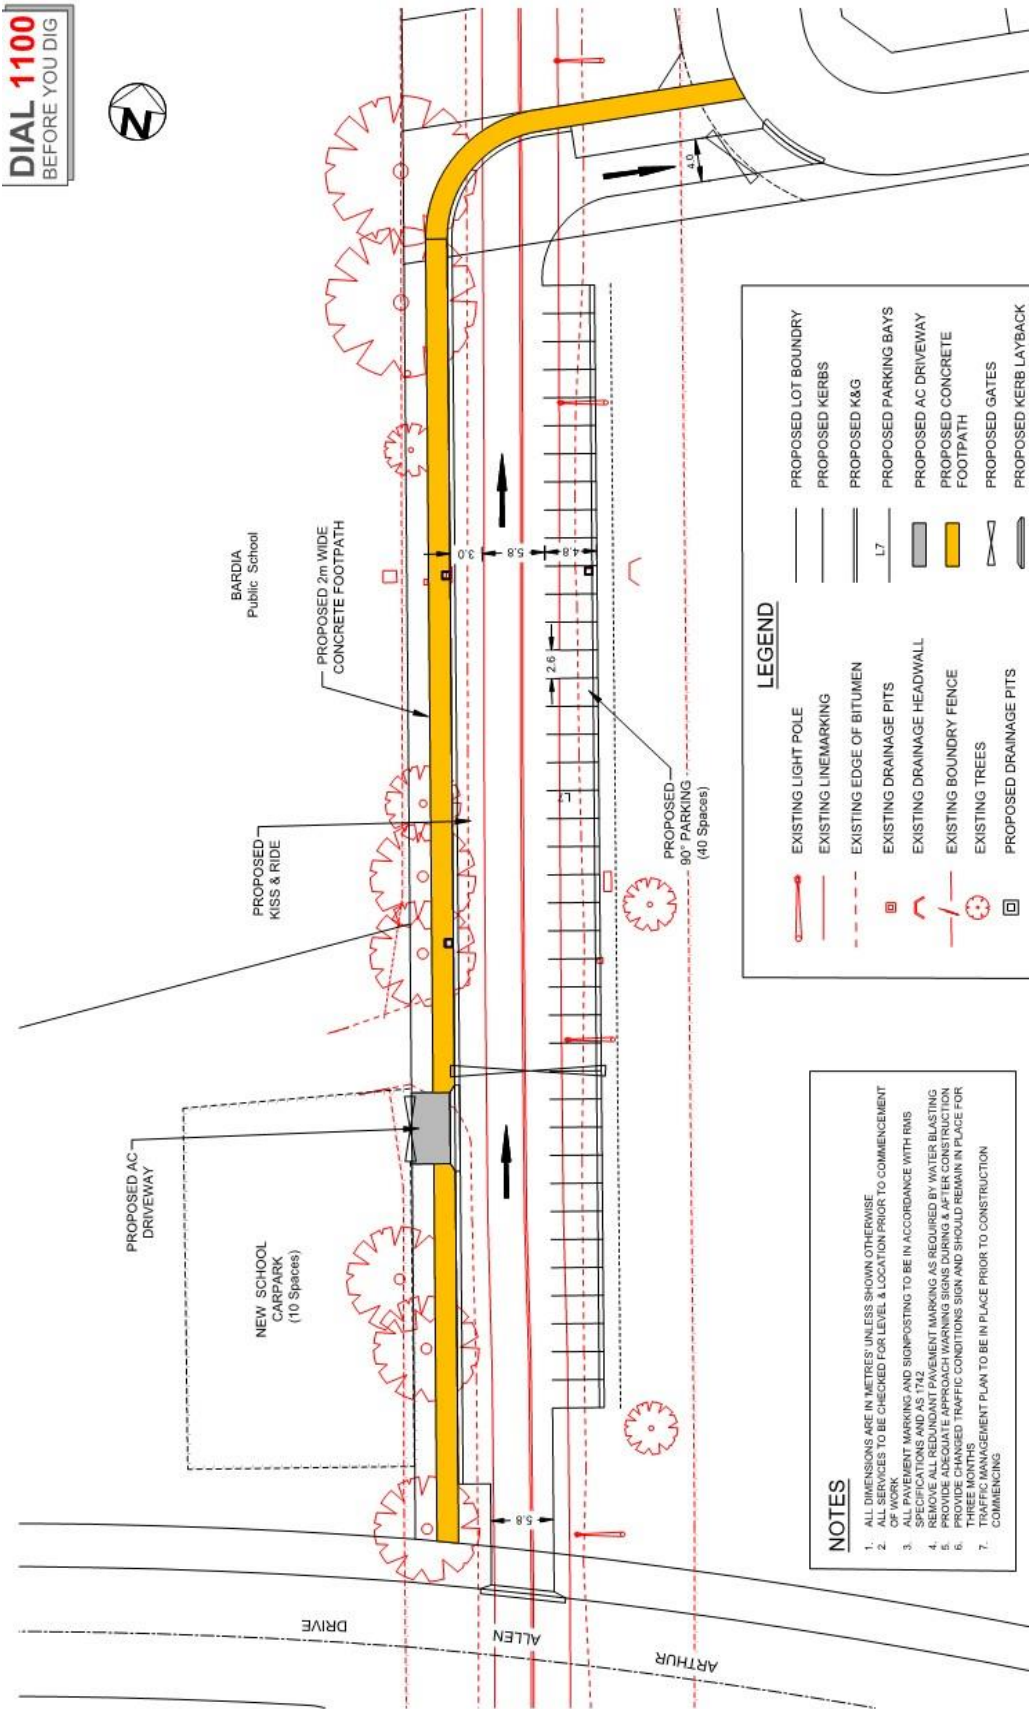 DIAL 1100
BEFORE YOU DIG
N
BARDIA
Public School
PROPOSED 2m WIDE
CONCRETE FOOTPATH
PROPOSED
KISS & RIDE
PROPOSED AC
DRIVEWAY
NEW SCHOOL
CARPARK
(10 Spaces)
4.0
3.0
5.8
4.8
2.6
L7
PROPOSED
90° PARKING
(40 Spaces)
5.8
ARTHUR
ALLEN
DRIVE
LEGEND
EXISTING LIGHT POLE
EXISTING LINEMARKING
EXISTING EDGE OF BITUMEN
EXISTING DRAINAGE PITS
EXISTING DRAINAGE HEADWALL
EXISTING BOUNDRY FENCE
EXISTING TREES
PROPOSED DRAINAGE PITS
PROPOSED LOT BOUNDRY
PROPOSED KERBS
PROPOSED K&G
L7 PROPOSED PARKING BAYS
PROPOSED AC DRIVEWAY
PROPOSED CONCRETE
FOOTPATH
PROPOSED GATES
PROPOSED KERB LAYBACK
NOTES
1. ALL DIMENSIONS ARE IN 'METRES' UNLESS SHOWN OTHERWISE
2. ALL SERVICES TO BE CHECKED FOR LEVEL & LOCATION PRIOR TO COMMENCEMENT
OF WORK
3. ALL PAVEMENT MARKING AND SIGNPOSTING TO BE IN ACCORDANCE WITH RMS
SPECIFICATIONS AND AS 1742
4. REMOVE ALL REDUNDANT PAVEMENT MARKING AS REQUIRED BY WATER BLASTING
5. PROVIDE ADEQUATE APPROACH WARNING SIGNS DURING & AFTER CONSTRUCTION
6. PROVIDE CHANGED TRAFFIC CONDITIONS SIGN AND SHOULD REMAIN IN PLACE FOR
THREE MONTHS
7. TRAFFIC MANAGEMENT PLAN TO BE IN PLACE PRIOR TO CONSTRUCTION
COMMENCING